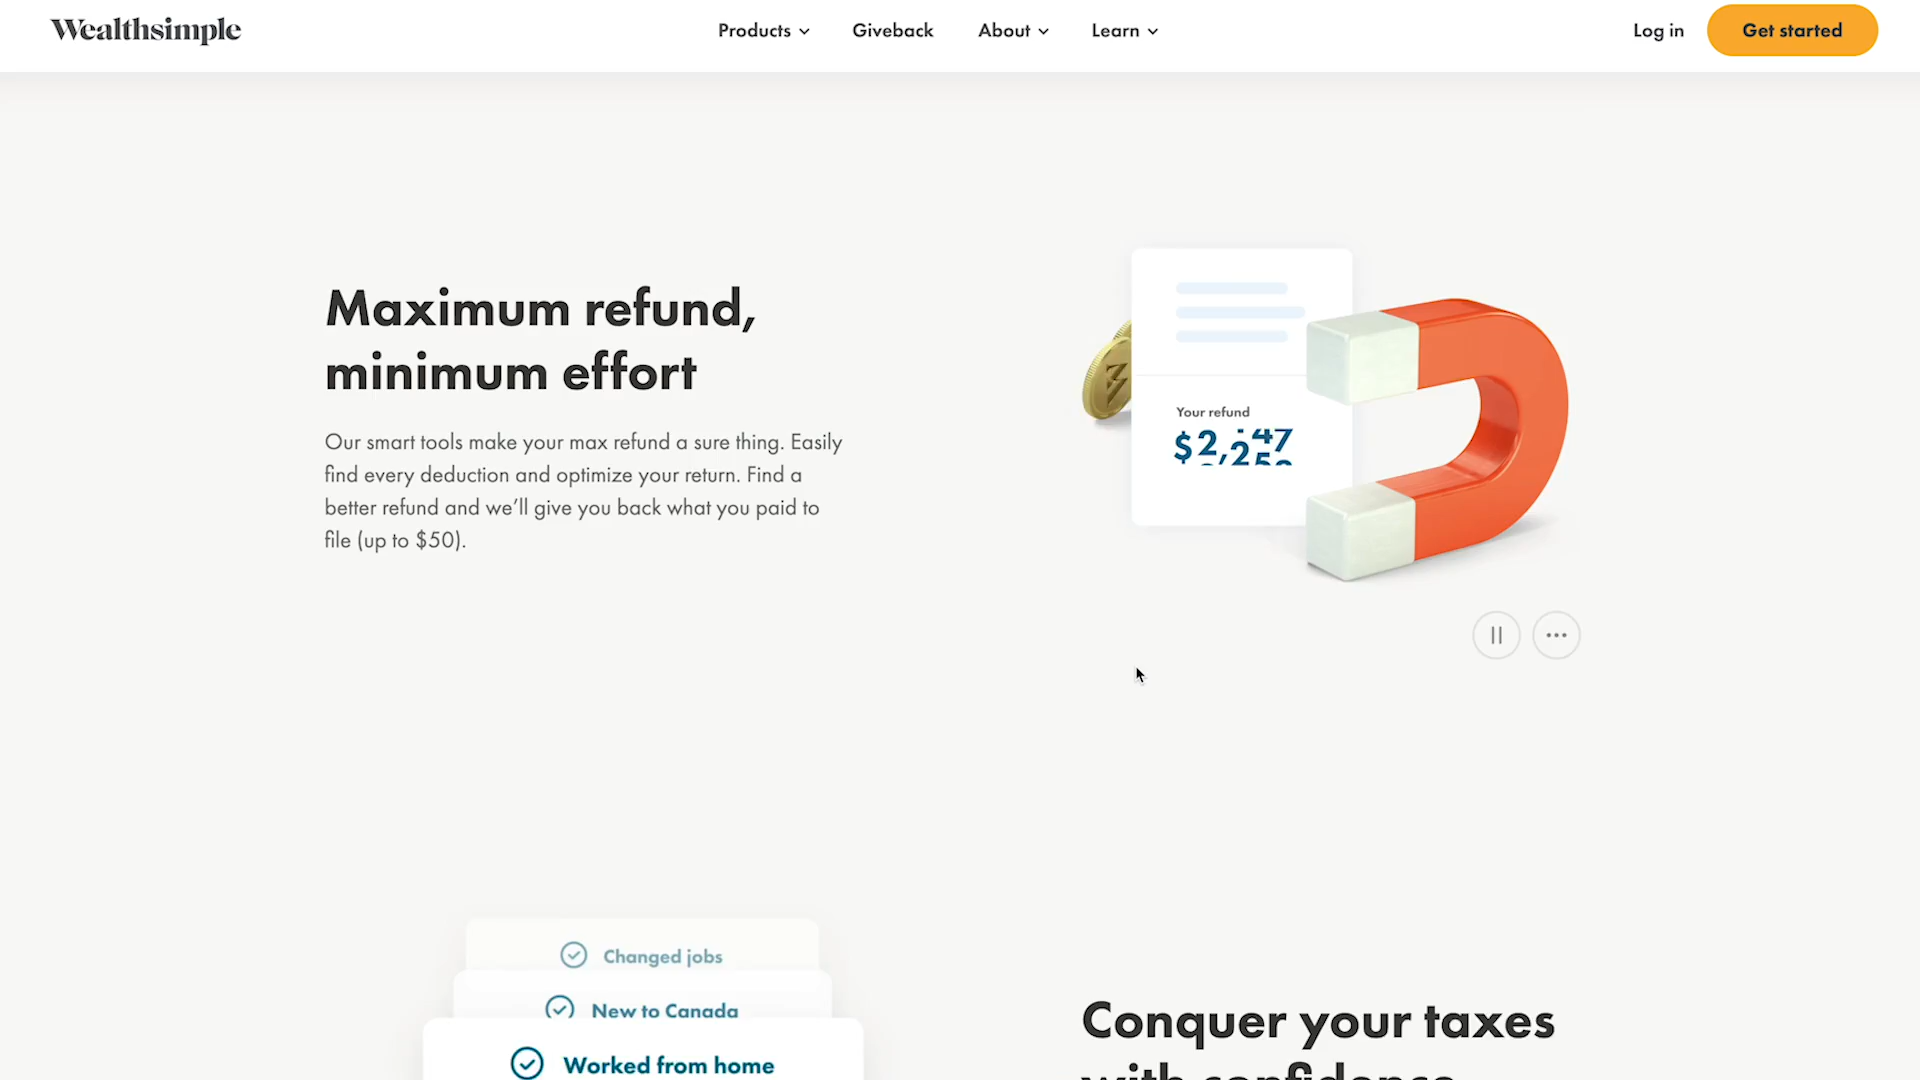 Wealthsimple
Products
Giveback
About
Learn
Log in
Get started
Maximum refund,
minimum effort
Our smart tools make your max refund a sure thing. Easily
find every deduction and optimize your return. Find a
better refund and we’ll give you back what you paid to
file (up to $50).
Your refund
Changed jobs
New to Canada
Worked from home
Conquer your taxes
with confidence